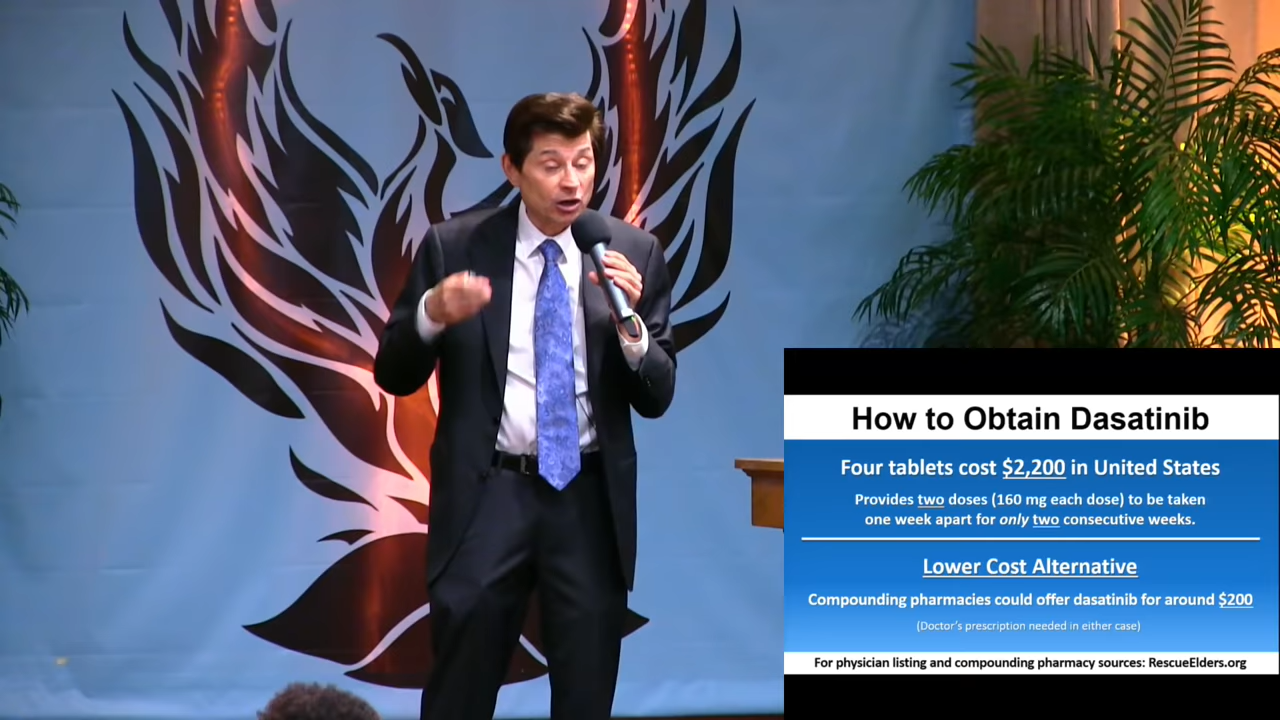 How to Obtain Dasatinib
Four tablets cost $2,200 in United States
Provides two doses (160 mg each dose) to be taken
one week apart for only two consecutive weeks.
Lower Cost Alternative
Compounding pharmacies could offer dasatinib for around $200
(Doctor's prescription needed in either case)
For physician listing and compounding pharmacy sources: RescueElders.org